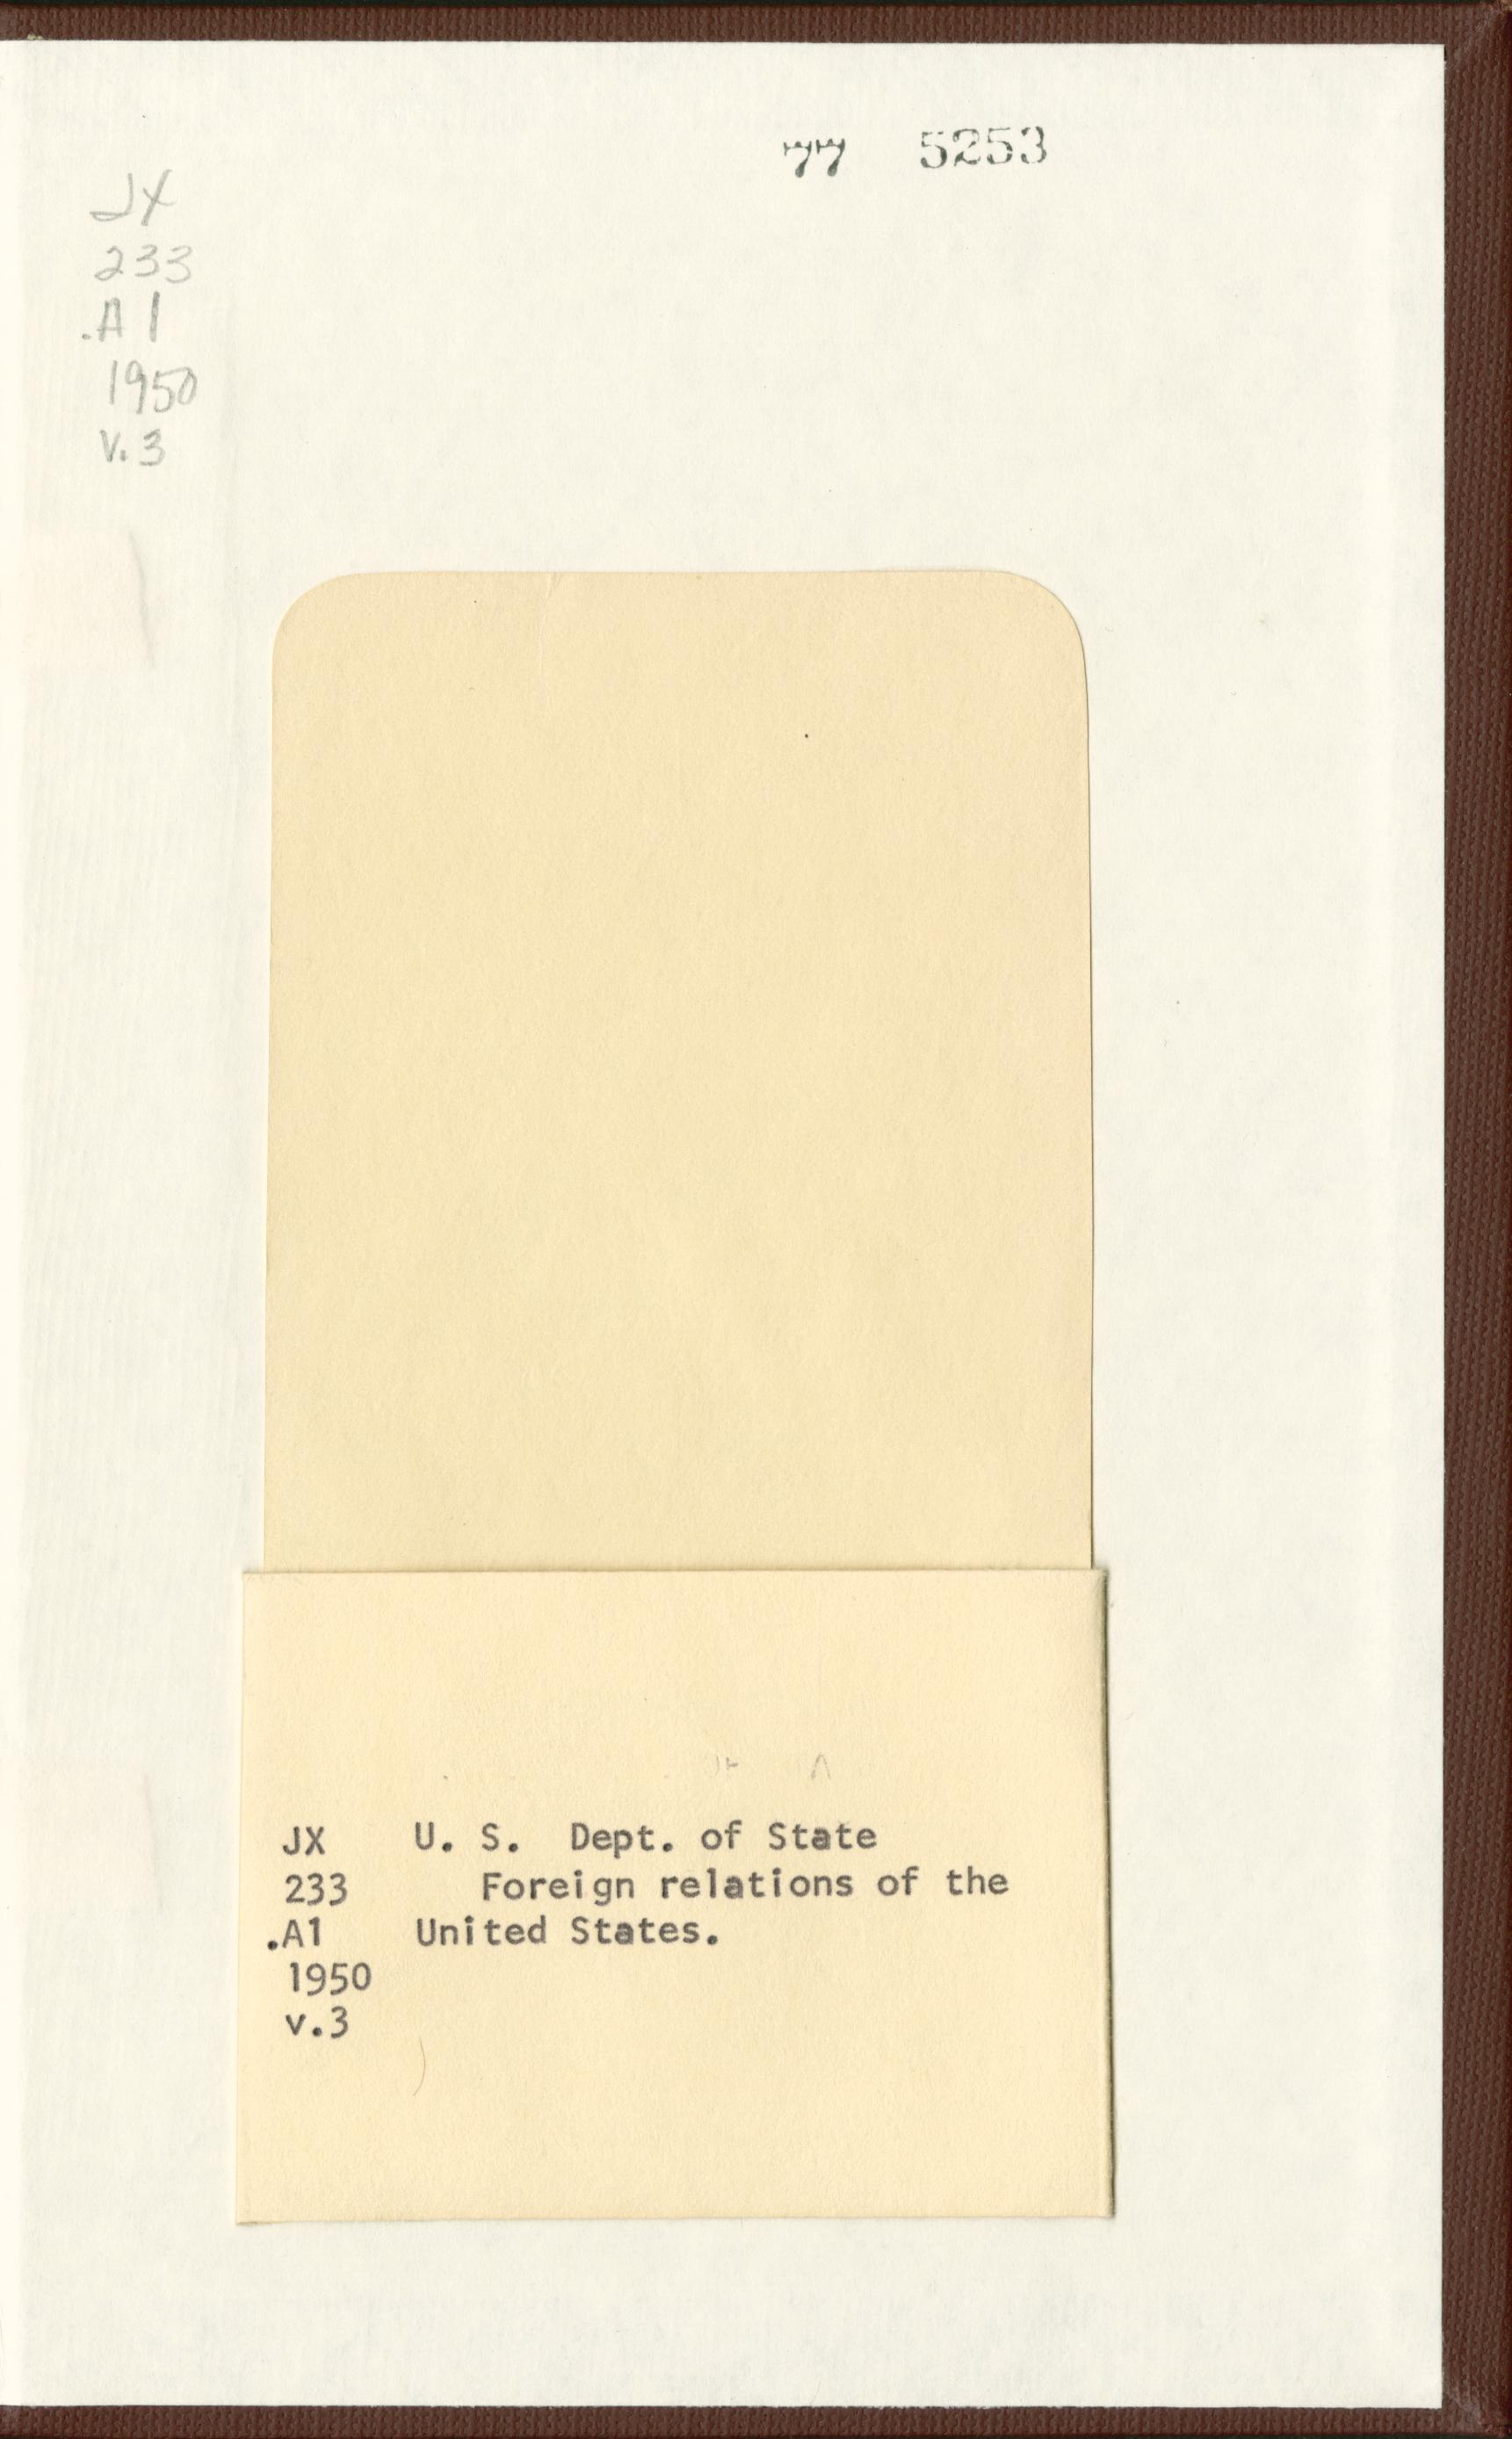 77 5253
JX
233
.A1
1950
v.3
JX U. S. Dept. of State
233 Foreign relations of the
.A1 United States.
1950
v.3